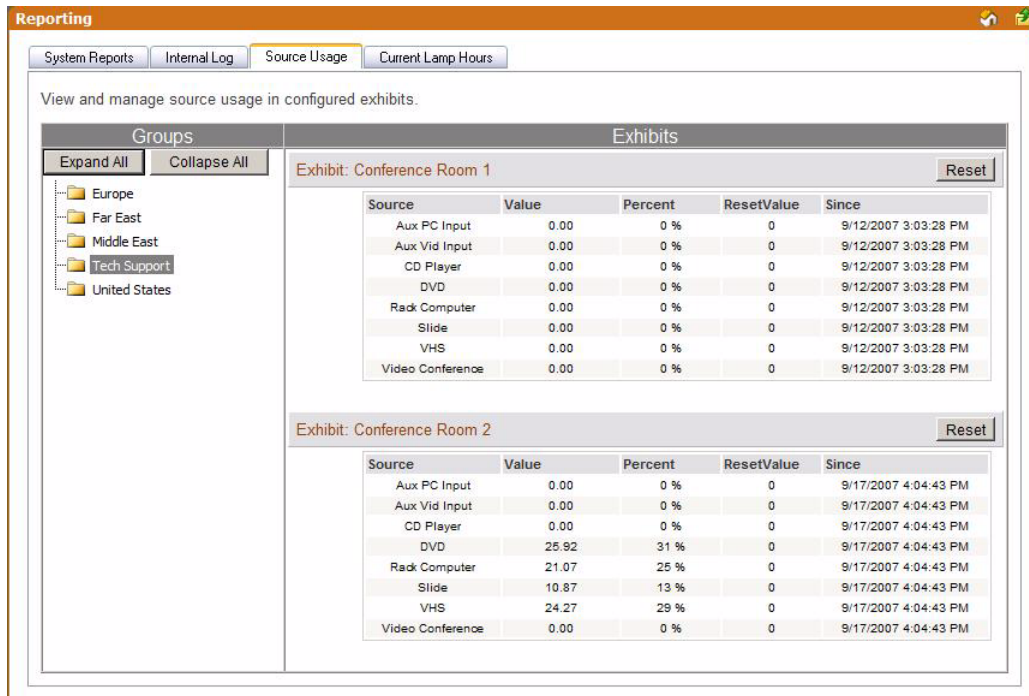 Reporting
System Reports Internal Log Source Usage Current Lamp Hours
View and manage source usage in configured exhibits.
Groups Exhibits
Expand All Collapse All
Europe
Far East
Middle East
Tech Support
United States
Exhibit: Conference Room 1 Reset
Source Value Percent ResetValue Since
Aux PC Input 0.00 0 % 0 9/12/2007 3:03:28 PM
Aux Vid Input 0.00 0 % 0 9/12/2007 3:03:28 PM
CD Player 0.00 0 % 0 9/12/2007 3:03:28 PM
DVD 0.00 0 % 0 9/12/2007 3:03:28 PM
Rack Computer 0.00 0 % 0 9/12/2007 3:03:28 PM
Slide 0.00 0 % 0 9/12/2007 3:03:28 PM
VHS 0.00 0 % 0 9/12/2007 3:03:28 PM
Video Conference 0.00 0 % 0 9/12/2007 3:03:28 PM
Exhibit: Conference Room 2 Reset
Source Value Percent ResetValue Since
Aux PC Input 0.00 0 % 0 9/17/2007 4:04:43 PM
Aux Vid Input 0.00 0 % 0 9/17/2007 4:04:43 PM
CD Player 0.00 0 % 0 9/17/2007 4:04:43 PM
DVD 25.92 31 % 0 9/17/2007 4:04:43 PM
Rack Computer 21.07 25 % 0 9/17/2007 4:04:43 PM
Slide 10.87 13 % 0 9/17/2007 4:04:43 PM
VHS 24.27 29 % 0 9/17/2007 4:04:43 PM
Video Conference 0.00 0 % 0 9/17/2007 4:04:43 PM